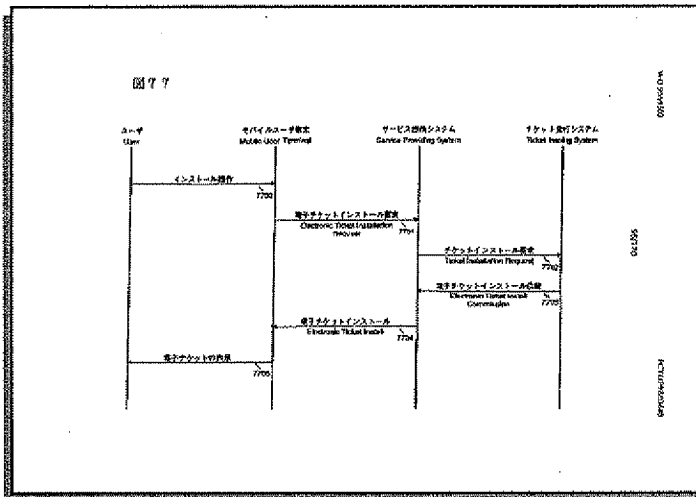 図77
ユーザ
User
モバイルユーザ端末
Mobile User Terminal
サービス提供システム
Service Providing System
チケット発行システム
Ticket Issuing System
インストール操作
7700
電子チケットインストール要求
Electronic Ticket Installation
Request
7701
チケットインストール要求
Ticket Installation Request
7702
電子チケットインストール依頼
Electronic Ticket Install
Commission
7703
電子チケットインストール
Electronic Ticket Install
7704
電子チケットの表示
7705